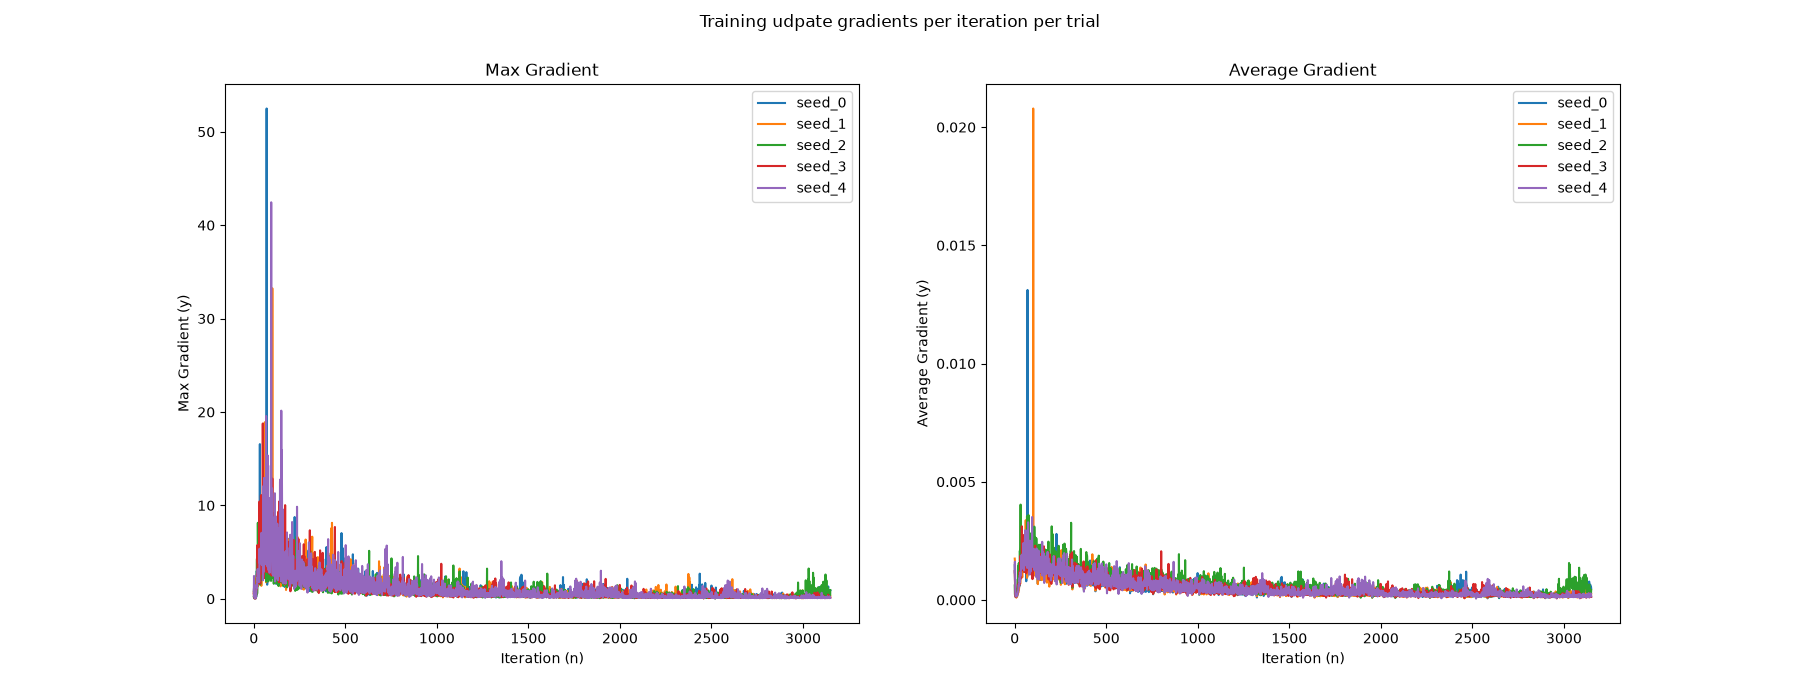 Training udpate gradients per iteration per trial
Max Gradient
Max Gradient (y)
50
40
30
20
10
0
0 500 1000 1500 2000 2500 3000
Iteration (n)
seed_0
seed_1
seed_2
seed_3
seed_4
Average Gradient
Average Gradient (y)
0.020
0.015
0.010
0.005
0.000
0 500 1000 1500 2000 2500 3000
Iteration (n)
seed_0
seed_1
seed_2
seed_3
seed_4